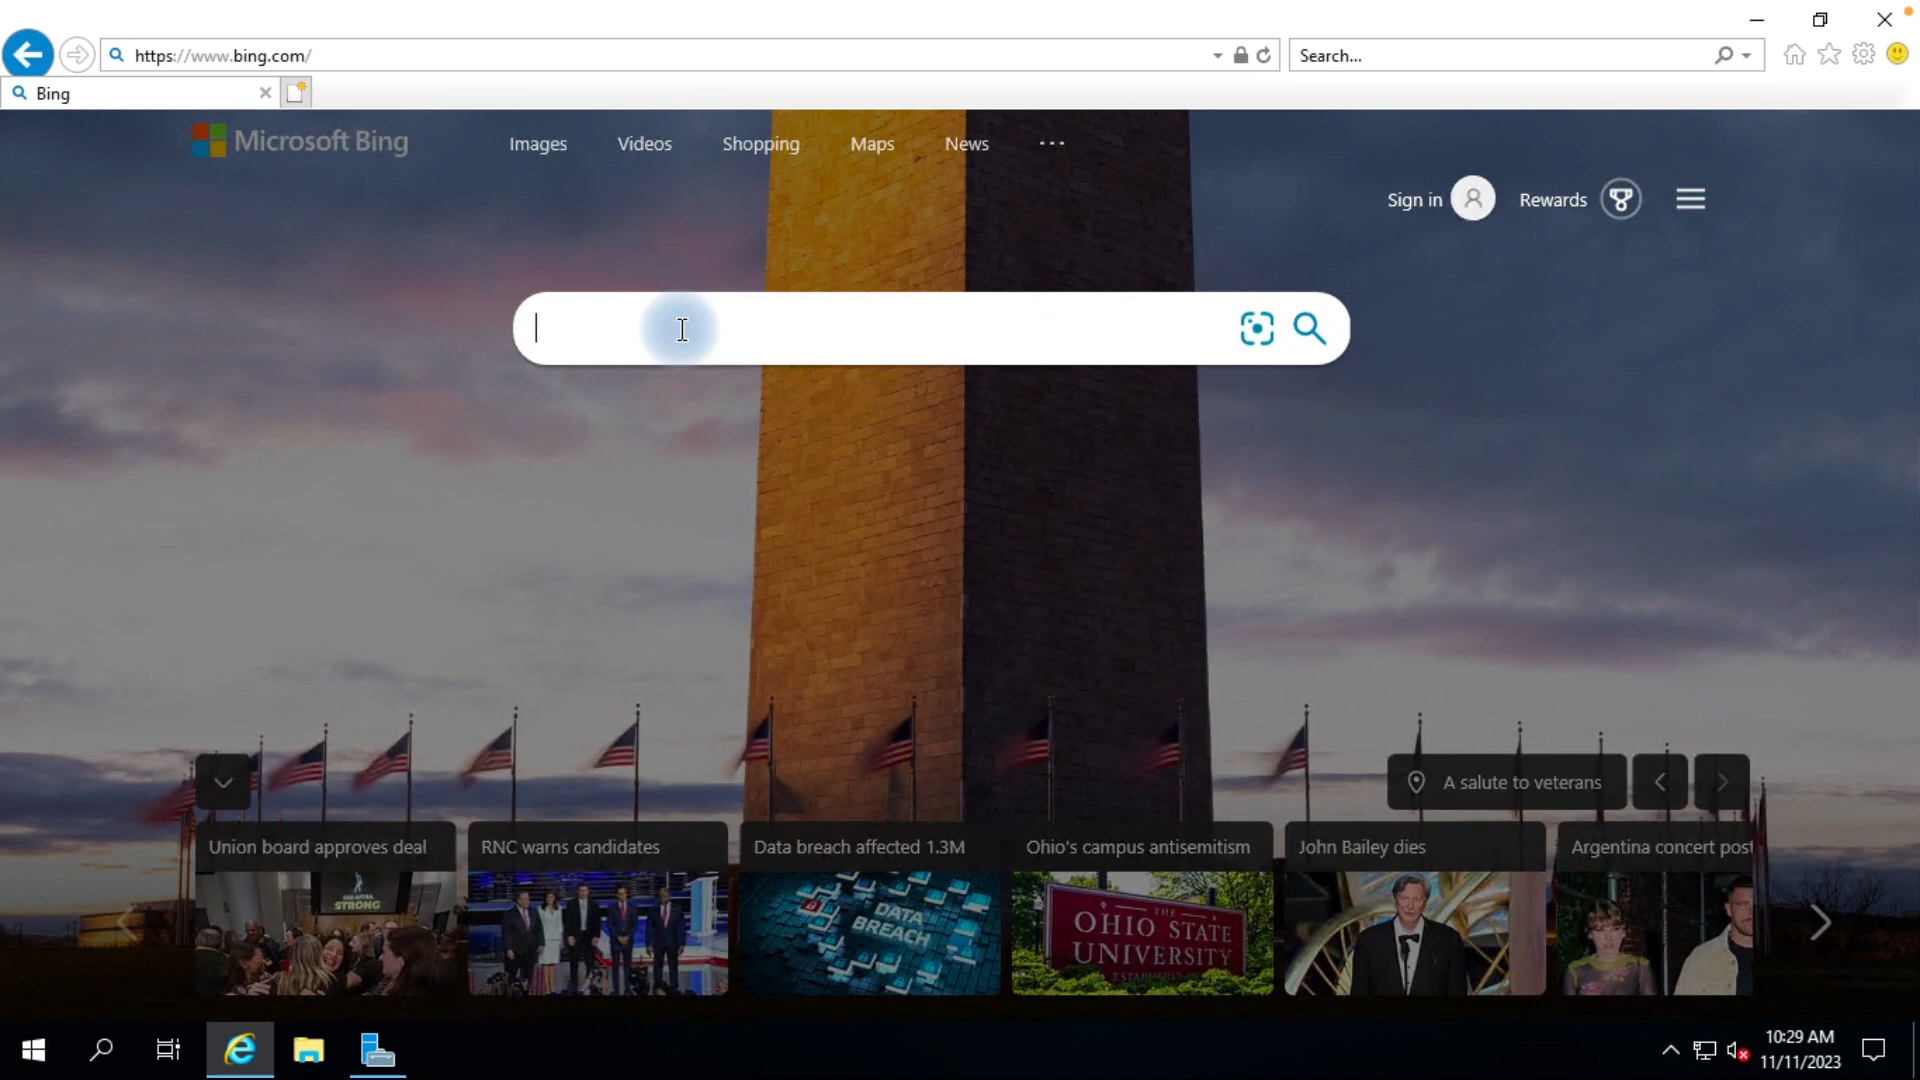 https://www.bing.com/
Search...
Bing
Microsoft Bing
Images
Videos
Shopping
Maps
News
Sign in
Rewards
A salute to veterans
Union board approves deal
RNC warns candidates
Data breach affected 1.3M
Ohio's campus antisemitism
John Bailey dies
Argentina concert post
STRONG
DATA
BREACH
THE
OHIO STATE
UNIVERSITY
10:29 AM
11/11/2023